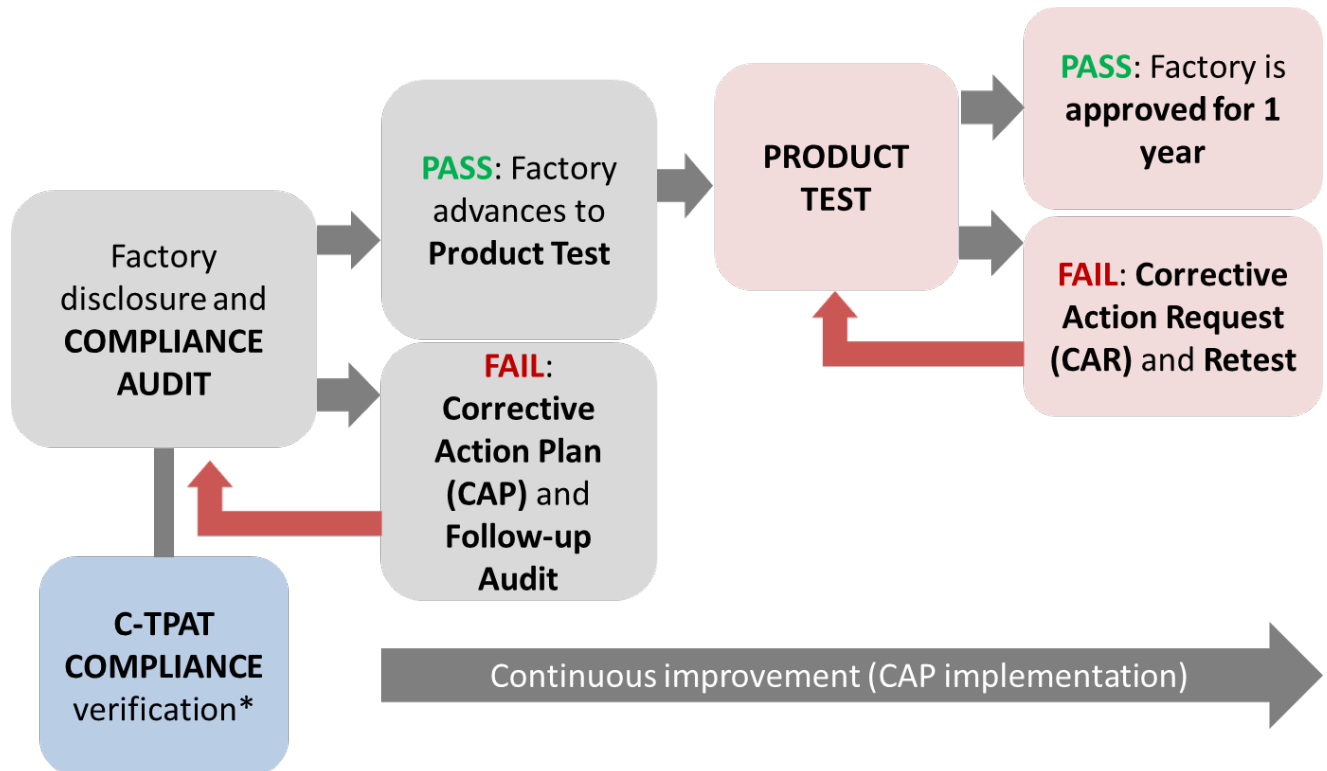 Factory
disclosure and
COMPLIANCE
AUDIT
C-TPAT
COMPLIANCE
verification*
PASS: Factory
advances to
Product Test
FAIL:
Corrective
Action Plan
(CAP) and
Follow-up
Audit
PRODUCT
TEST
PASS: Factory is
approved for 1
year
FAIL: Corrective
Action Request
(CAR) and Retest
Continuous improvement (CAP implementation)